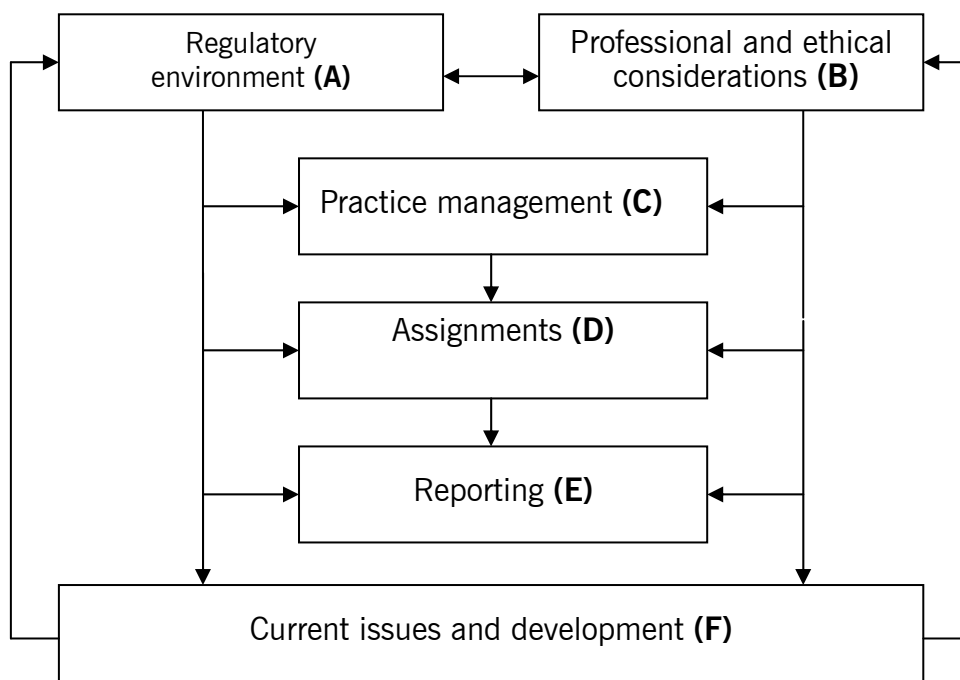 Regulatory
environment (A)
Professional and ethical
considerations (B)
Practice management (C)
Assignments (D)
Reporting (E)
Current issues and development (F)